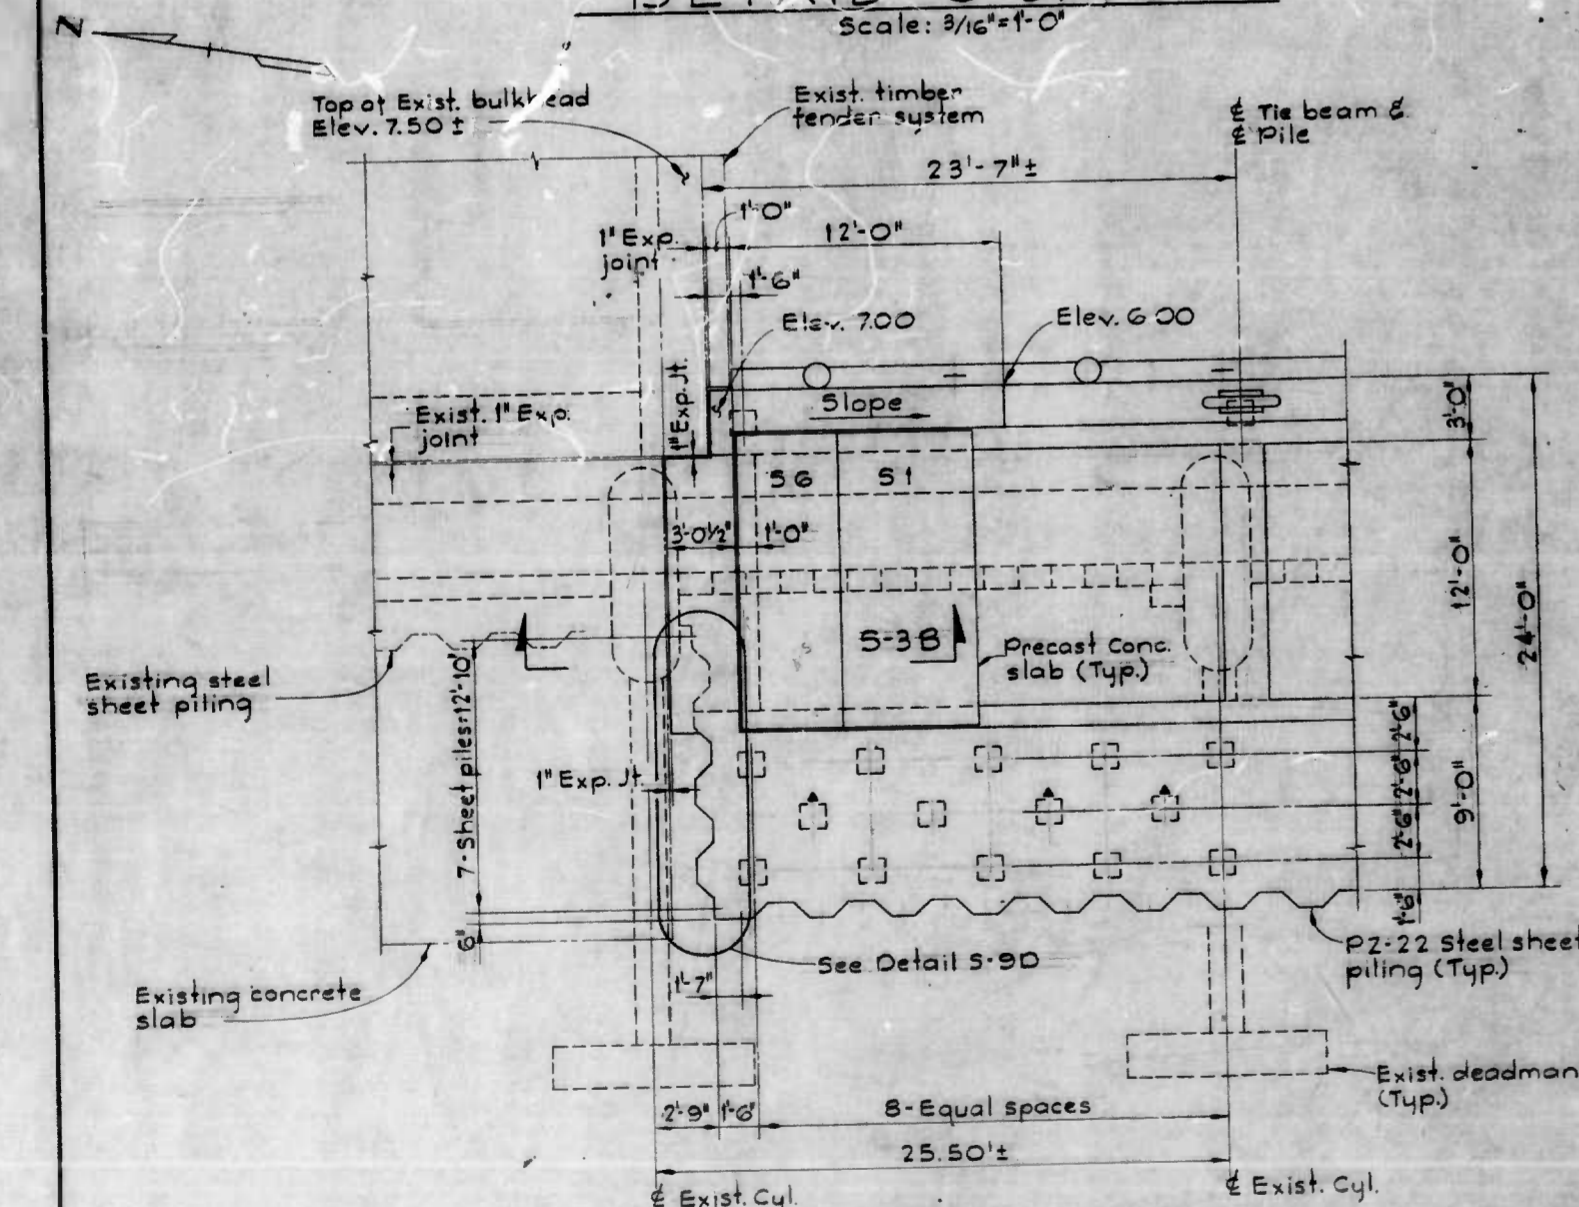 Scale: 3/16"=1'-0"
N
Top of Exist. bulkhead
Elev. 7.50 ±
Exist. timber
fender system
℄ Tie beam &
℄ Pile
23'-7"±
1'-0"
12'-0"
1" Exp.
joint
1'-6"
Elev. 7.00
Elev. 6.00
1" Exp. Jt.
Slope
Exist. 1" Exp.
joint
3'-0"
S6
S1
3'-0½"
1'-0"
12'-0"
24'-0"
S-3B
Precast Conc.
slab (Typ.)
Existing steel
sheet piling
7-Sheet piles=12'-10"
1" Exp. Jt.
2'-6"
2'-6"
2'-6"
9'-0"
1'-6"
6"
See Detail S-9D
PZ-22 Steel sheet
piling (Typ.)
1'-7"
Existing concrete
slab
Exist. deadman
(Typ.)
2'-9"
1'-6"
8-Equal spaces
25.50'±
℄ Exist. Cyl.
℄ Exist. Cyl.